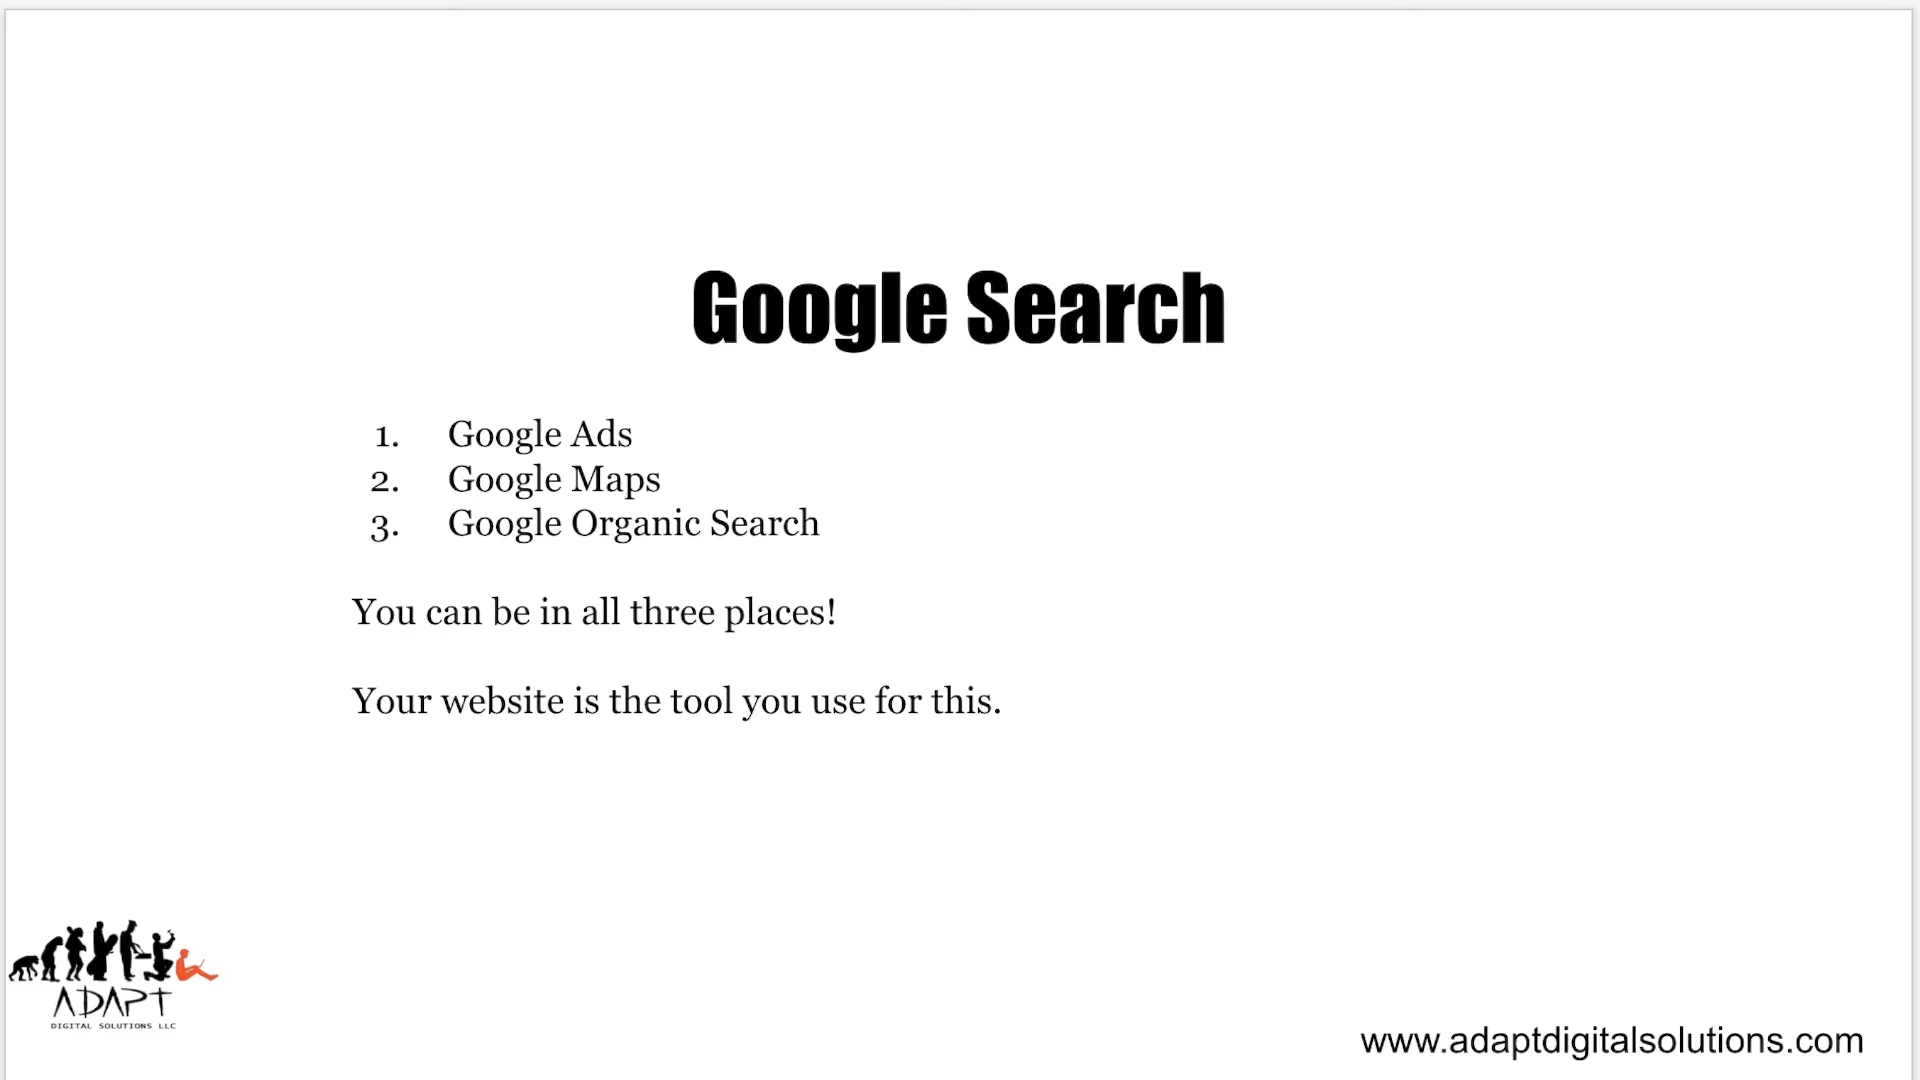 Google Search
1. Google Ads
2. Google Maps
3. Google Organic Search
You can be in all three places!
Your website is the tool you use for this.
ADAPT
DIGITAL SOLUTIONS LLC
www.adaptdigitalsolutions.com